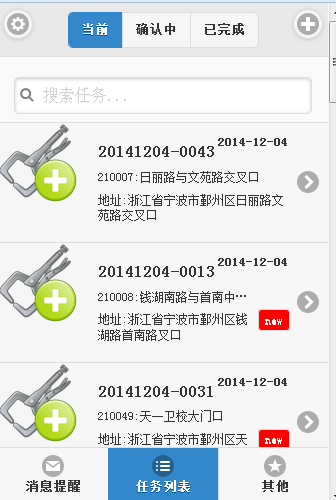 当前 确认中 已完成
搜索任务...
2014-12-04
20141204-0043
210007:日丽路与文苑路交叉口
地址:浙江省宁波市鄞州区日丽路文苑路交叉口
2014-12-04
20141204-0013
210008:钱湖南路与首南中…
地址:浙江省宁波市鄞州区钱湖路首南路叉口
new
2014-12-04
20141204-0031
210049:天一卫校大门口
地址:浙江省宁波市鄞州区天
new
消息提醒 任务列表 其他